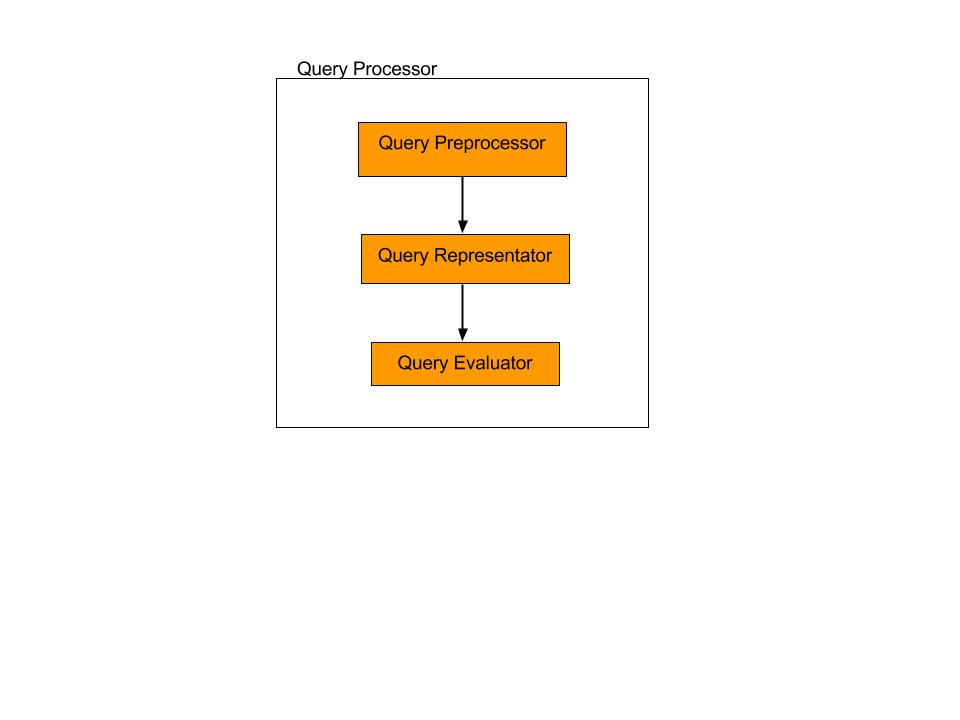 Query Processor
Query Preprocessor
Query Representator
Query Evaluator